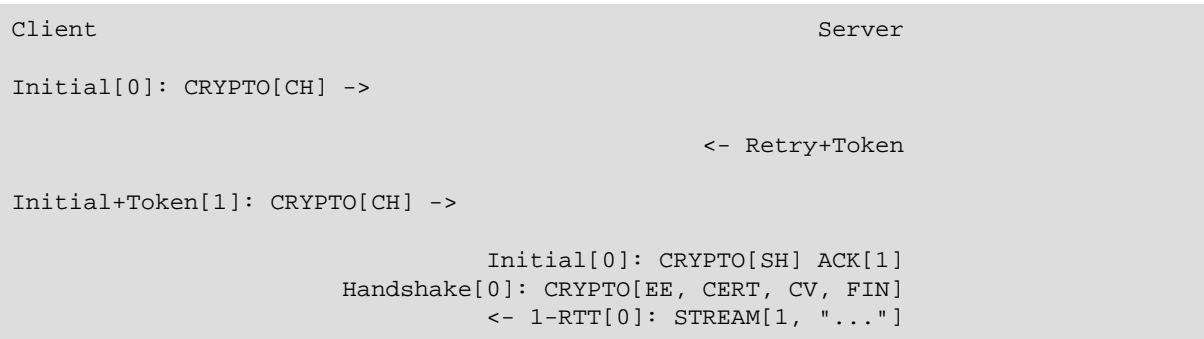 Client Server
Initial[0]: CRYPTO[CH] ->
<- Retry+Token
Initial+Token[1]: CRYPTO[CH] ->
Initial[0]: CRYPTO[SH] ACK[1]
Handshake[0]: CRYPTO[EE, CERT, CV, FIN]
<- 1-RTT[0]: STREAM[1, "..."]